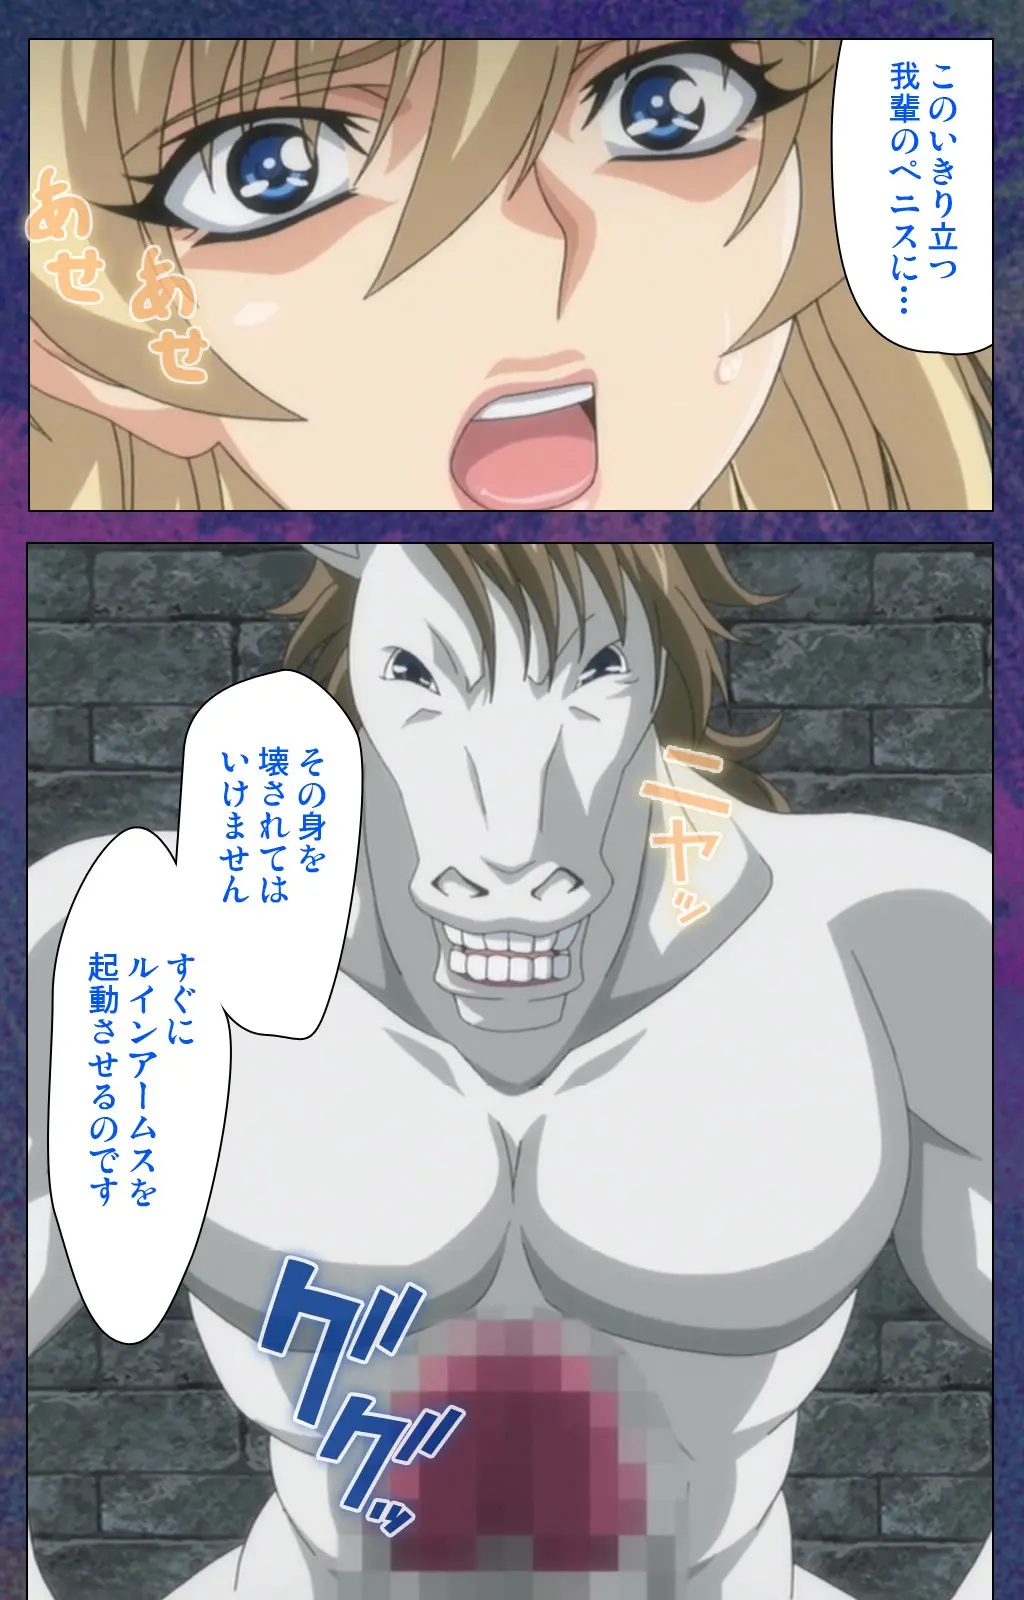 このいきり立つ
我輩のペニスに…
あせ
あせ
その身を
壊されては
いけません
すぐに
ルインアームスを
起動させるのです
ニヤッ
グググッ